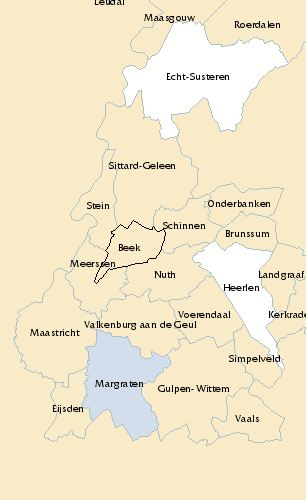 Leudal
Maasgouw
Roerdalen
Echt-Susteren
Sittard-Geleen
Stein
Onderbanken
Schinnen
Brunssum
Beek
Meerssen
Nuth
Landgraaf
Heerlen
Voerendaal
Kerkrade
Valkenburg aan de Geul
Maastricht
Simpelveld
Margraten
Gulpen- Wittem
Eijsden
Vaals